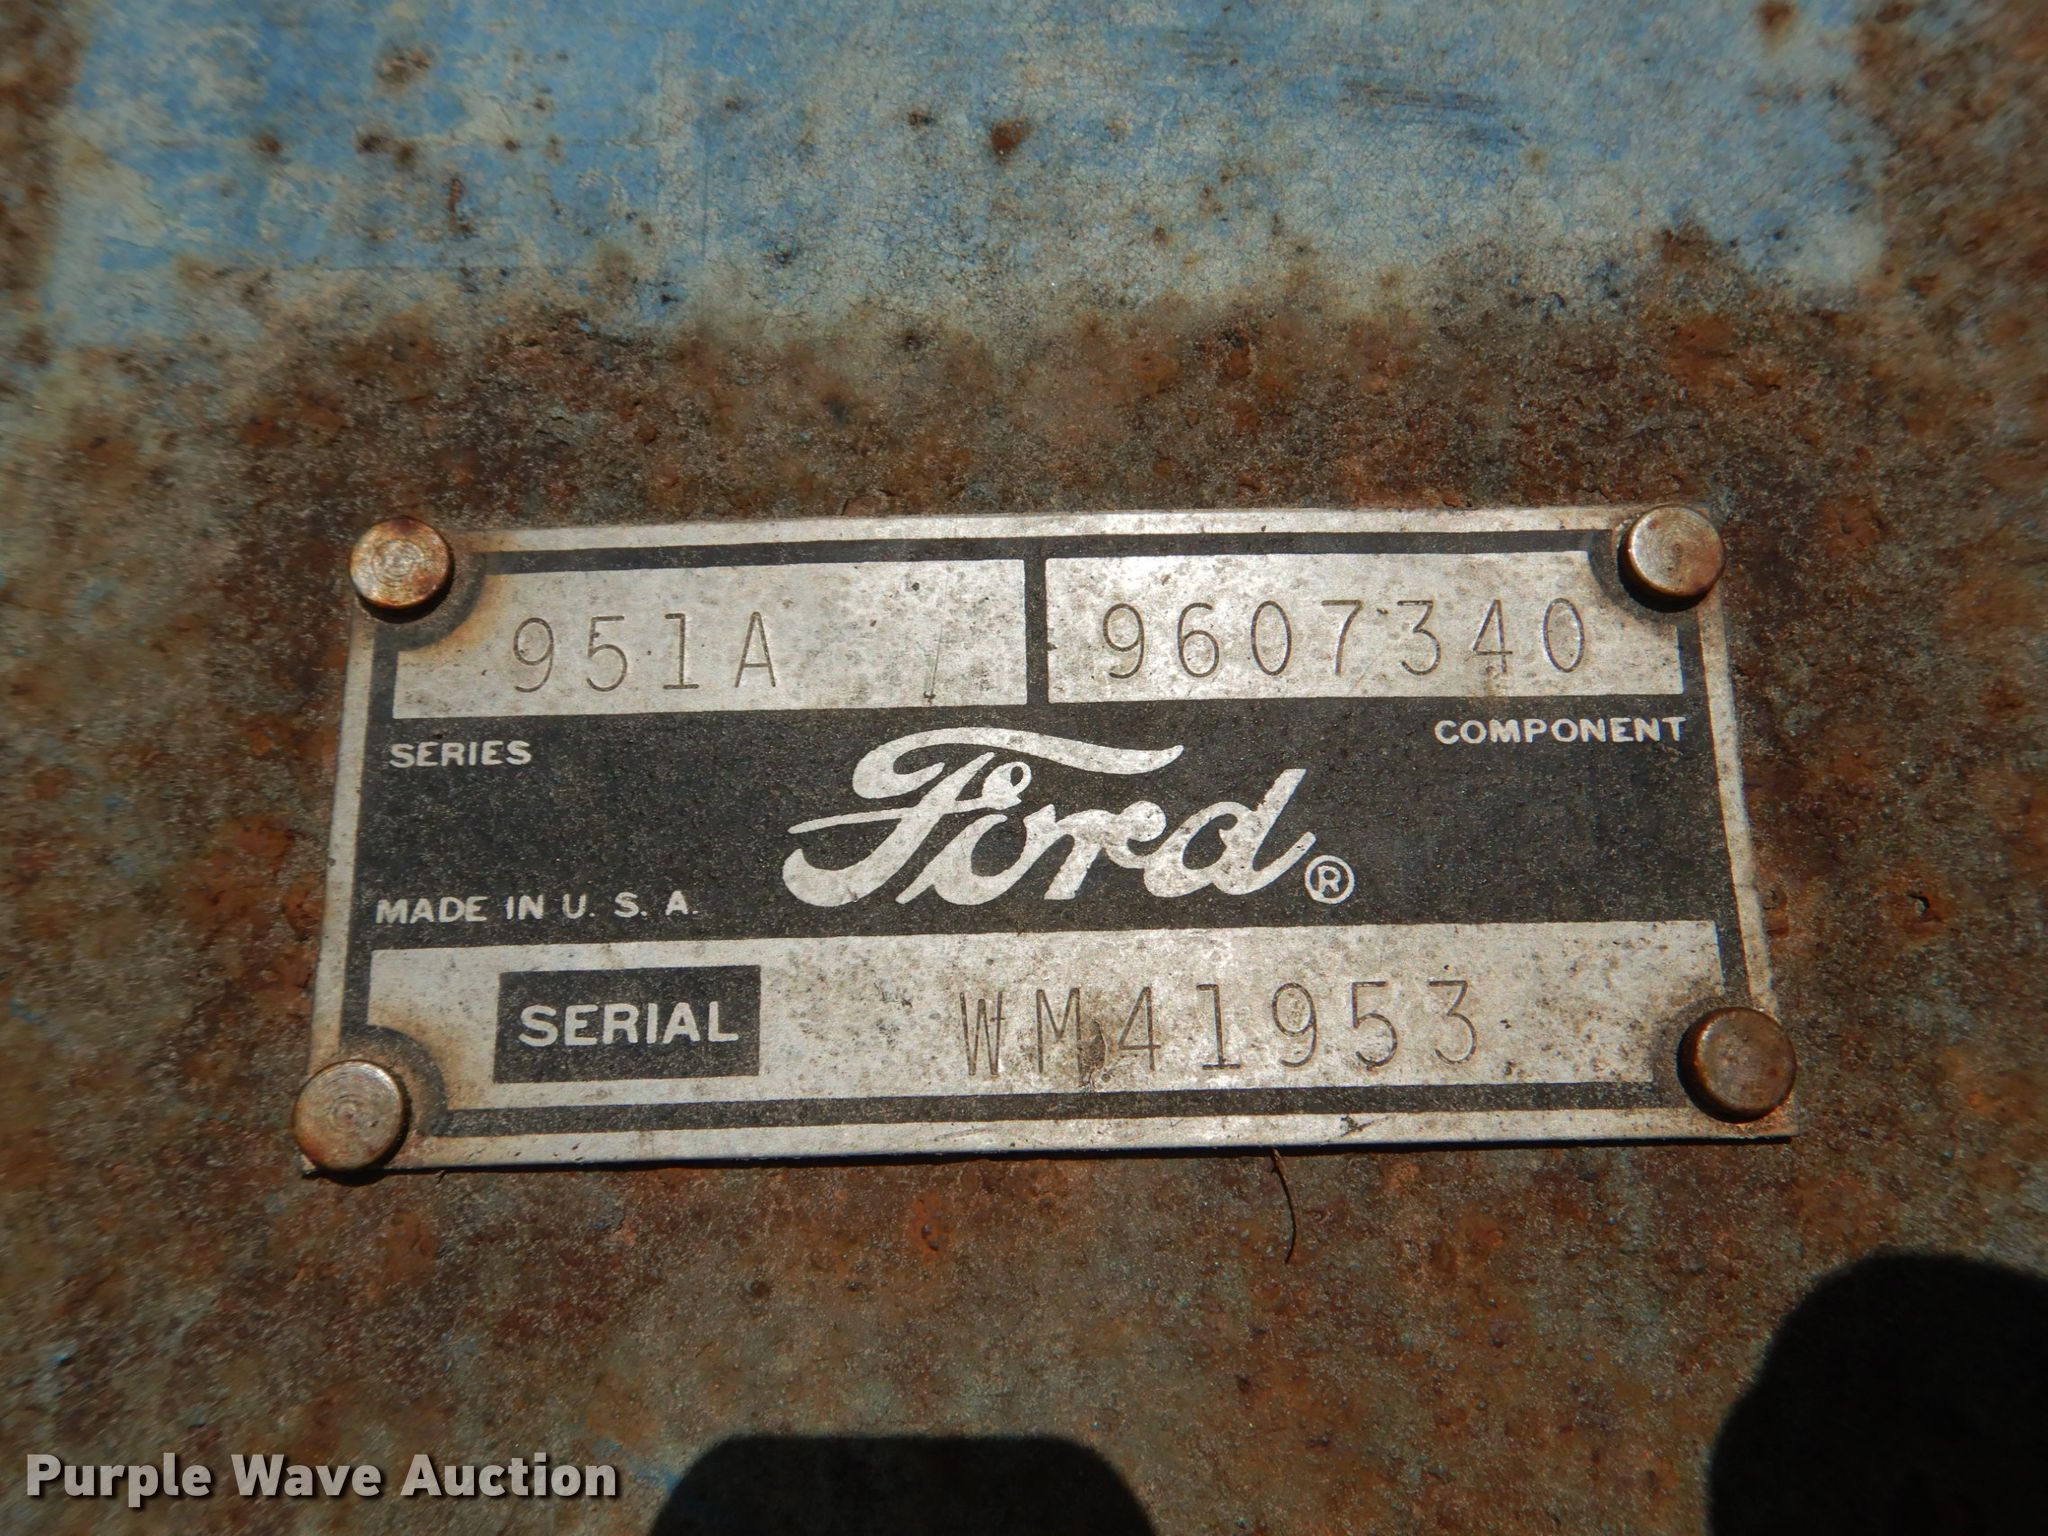 951A 9607340
SERIES COMPONENT
Ford®
MADE IN U. S. A.
SERIAL WM41953
Purple Wave Auction